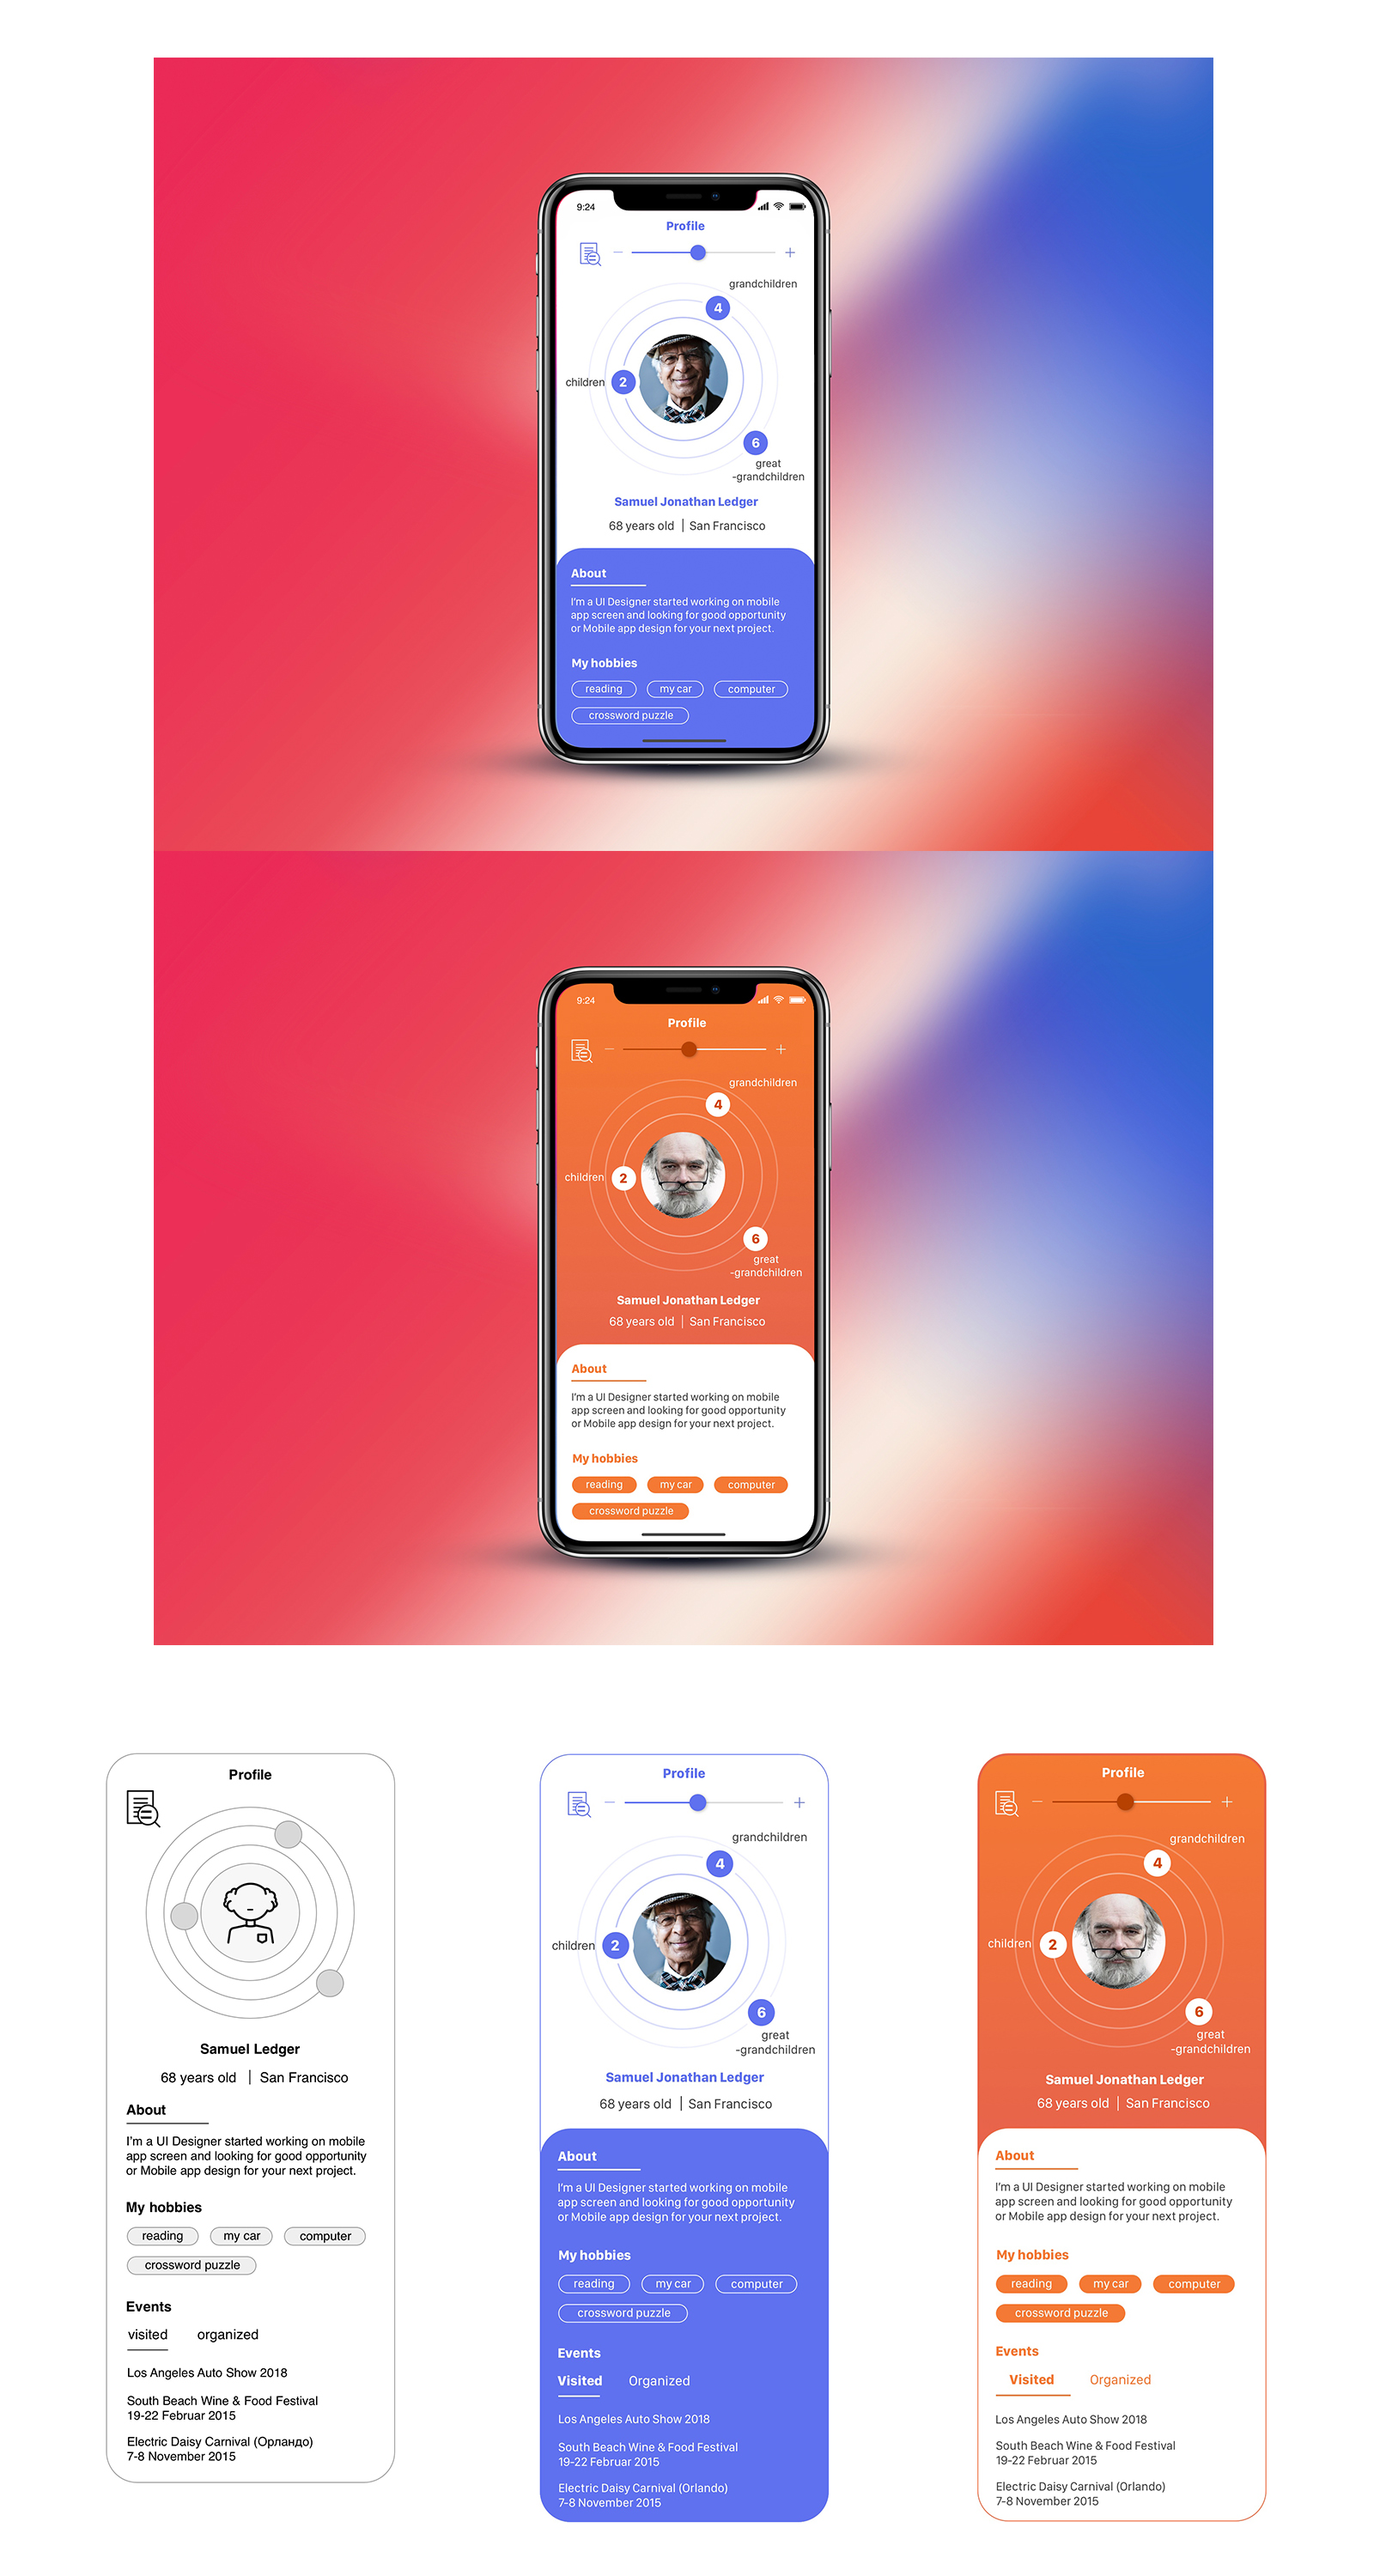 9:24
Profile
grandchildren
4
children 2
6
great
-grandchildren
Samuel Jonathan Ledger
68 years old | San Francisco
About
I'm a UI Designer started working on mobile
app screen and looking for good opportunity
or Mobile app design for your next project.
My hobbies
reading my car computer
crossword puzzle
9:24
Profile
grandchildren
4
children 2
6
great
-grandchildren
Samuel Jonathan Ledger
68 years old | San Francisco
About
I'm a UI Designer started working on mobile
app screen and looking for good opportunity
or Mobile app design for your next project.
My hobbies
reading my car computer
crossword puzzle
Profile
Samuel Ledger
68 years old | San Francisco
About
I'm a UI Designer started working on mobile
app screen and looking for good opportunity
or Mobile app design for your next project.
My hobbies
reading my car computer
crossword puzzle
Events
visited organized
Los Angeles Auto Show 2018
South Beach Wine & Food Festival
19-22 Februar 2015
Electric Daisy Carnival (Орландо)
7-8 November 2015
Profile
grandchildren
4
children 2
6
great
-grandchildren
Samuel Jonathan Ledger
68 years old | San Francisco
About
I'm a UI Designer started working on mobile
app screen and looking for good opportunity
or Mobile app design for your next project.
My hobbies
reading my car computer
crossword puzzle
Events
Visited Organized
Los Angeles Auto Show 2018
South Beach Wine & Food Festival
19-22 Februar 2015
Electric Daisy Carnival (Orlando)
7-8 November 2015
Profile
grandchildren
4
children 2
6
great
-grandchildren
Samuel Jonathan Ledger
68 years old | San Francisco
About
I'm a UI Designer started working on mobile
app screen and looking for good opportunity
or Mobile app design for your next project.
My hobbies
reading my car computer
crossword puzzle
Events
Visited Organized
Los Angeles Auto Show 2018
South Beach Wine & Food Festival
19-22 Februar 2015
Electric Daisy Carnival (Orlando)
7-8 November 2015